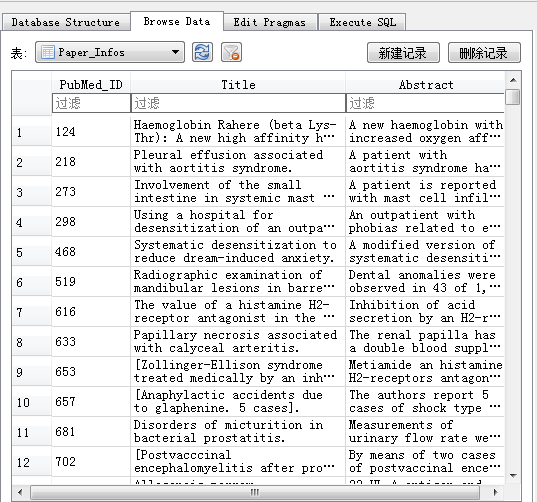 Database Structure Browse Data Edit Pragmas Execute SQL
表: Paper_Infos 新建记录 删除记录
PubMed_ID Title Abstract
过滤 过滤 过滤
1 124 Haemoglobin Rahere (beta Lys- A new haemoglobin with
Thr): A new high affinity h… increased oxygen aff…
2 218 Pleural effusion associated A patient with
with aortitis syndrome. aortitis syndrome ha…
3 273 Involvement of the small A patient is reported
intestine in systemic mast … with mast cell infil…
4 298 Using a hospital for An outpatient with
desensitization of an outpa… phobias related to e…
5 468 Systematic desensitization to A modified version of
reduce dream-induced anxiety. systematic desensiti…
6 519 Radiographic examination of Dental anomalies were
mandibular lesions in barre… observed in 43 of 1,…
7 616 The value of a histamine H2- Inhibition of acid
receptor antagonist in the … secretion by an H2-r…
8 633 Papillary necrosis associated The renal papilla has
with calyceal arteritis. a double blood suppl…
9 653 [Zollinger-Ellison syndrome Metiamide an histamine
treated medically by an inh… H2-receptors antagon…
10 657 [Anaphylactic accidents due The authors report 5
to glaphenine. 5 cases]. cases of shock type …
11 681 Disorders of micturition in Measurements of
bacterial prostatitis. urinary flow rate we…
12 702 [Postvacccinal By means of two cases
encephalomyelitis after pro… of postvaccinal ence…